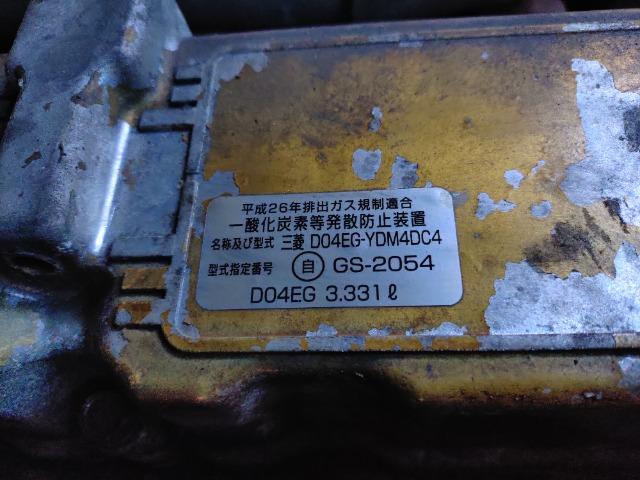 平成26年排出ガス規制適合
一酸化炭素等発散防止装置
名称及び型式 三菱 D04EG-YDM4DC4
型式指定番号 自 GS-2054
D04EG 3.331ℓ